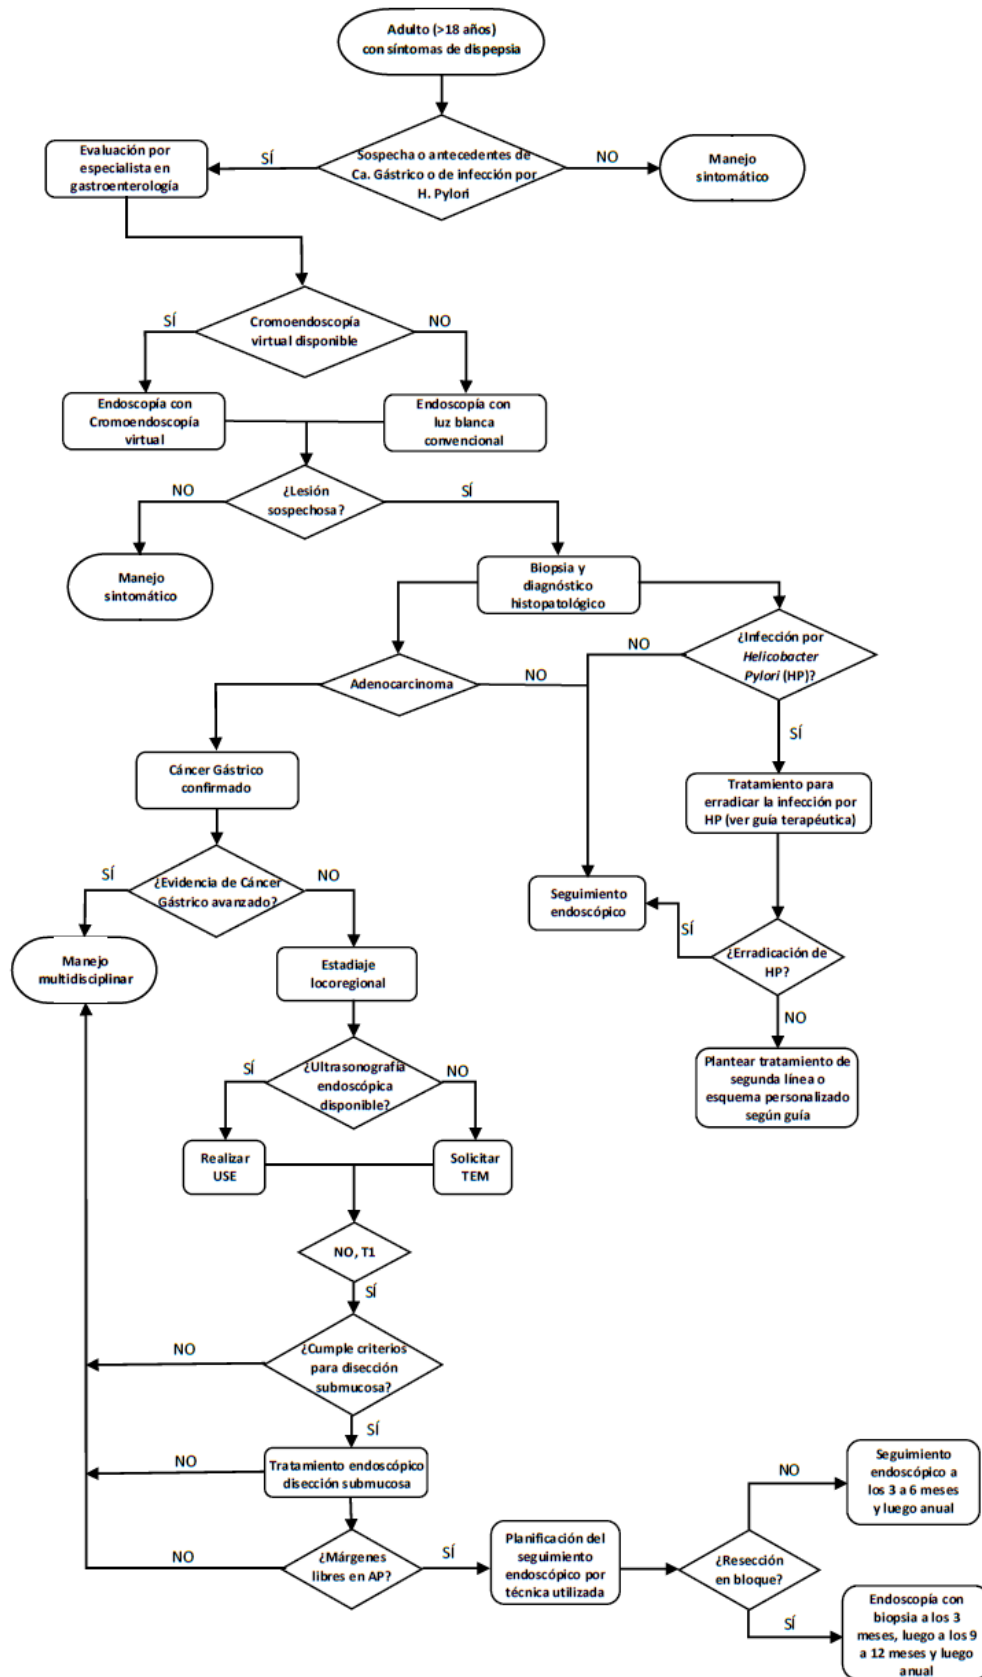 Adulto (>18 años)
con síntomas de dispepsia
Sospecha o antecedentes de
Ca. Gástrico o de infección por
H. Pylori
SÍ
NO
Evaluación por
especialista en
gastroenterología
Manejo
sintomático
Cromoendoscopía
virtual disponible
SÍ
NO
Endoscopía con
Cromoendoscopía
virtual
Endoscopía con
luz blanca
convencional
¿Lesión
sospechosa?
NO
SÍ
Manejo
sintomático
Biopsia y
diagnóstico
histopatológico
Adenocarcinoma
NO
¿Infección por
Helicobacter
Pylori (HP)?
NO
SÍ
Cáncer Gástrico
confirmado
Tratamiento para
erradicar la infección por
HP (ver guía terapéutica)
¿Evidencia de Cáncer
Gástrico avanzado?
SÍ
NO
Seguimiento
endoscópico
SÍ
¿Erradicación de
HP?
NO
Manejo
multidisciplinar
Estadiaje
locoregional
Plantear tratamiento de
segunda línea o
esquema personalizado
según guía
¿Ultrasonografía
endoscópica
disponible?
SÍ
NO
Realizar
USE
Solicitar
TEM
NO, T1
SÍ
¿Cumple criterios
para disección
submucosa?
NO
SÍ
Tratamiento endoscópico
disección submucosa
NO
¿Márgenes
libres en AP?
NO
SÍ
Planificación del
seguimiento
endoscópico por
técnica utilizada
¿Resección
en bloque?
NO
Seguimiento
endoscópico a
los 3 a 6 meses
y luego anual
SÍ
Endoscopía con
biopsia a los 3
meses, luego a los 9
a 12 meses y luego
anual